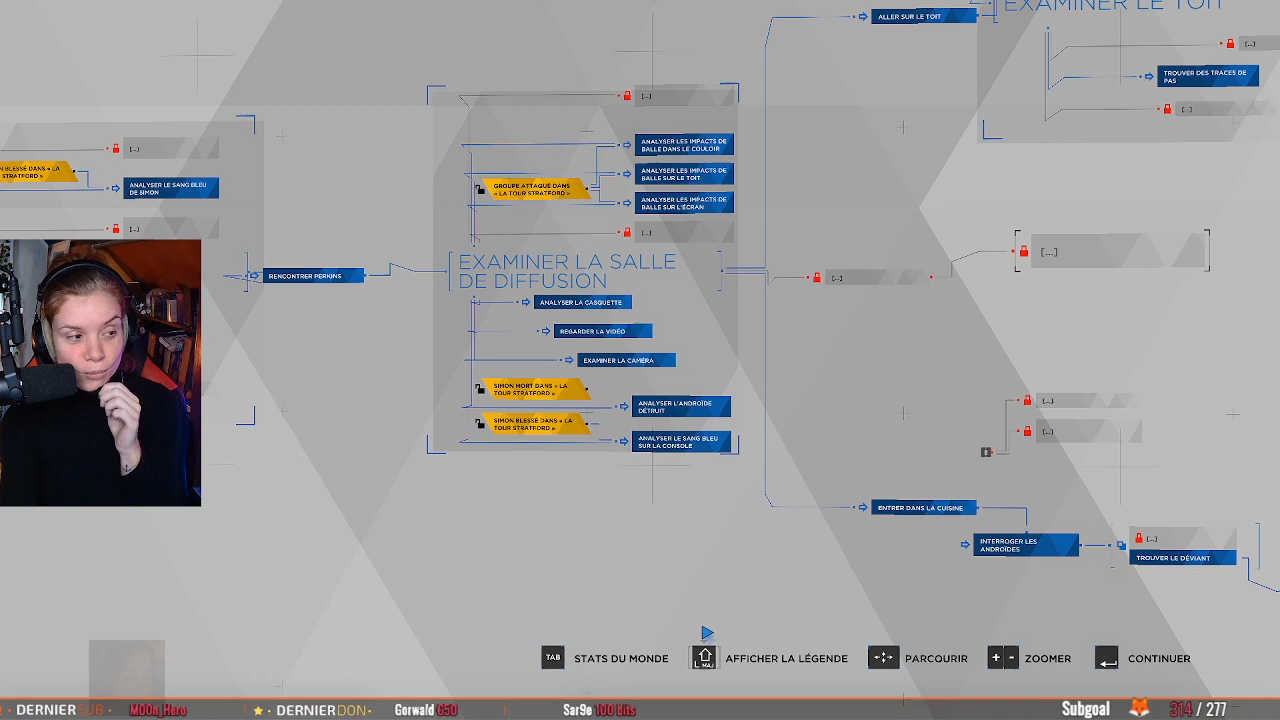 EXAMINER LE TOIT
ALLER SUR LE TOIT
[...]
TROUVER DES TRACES DE
PAS
[...]
[...]
ANALYSER LES IMPACTS DE
BALLE DANS LE COULOIR
ANALYSER LES IMPACTS DE
BALLE SUR LE TOIT
GROUPE ATTAQUÉ DANS
« LA TOUR STRATFORD »
ANALYSER LES IMPACTS DE
BALLE SUR L'ÉCRAN
[...]
[...]
N BLESSÉ DANS « LA
STRATFORD »
ANALYSER LE SANG BLEU
DE SIMON
[...]
RENCONTRER PERKINS
EXAMINER LA SALLE
DE DIFFUSION
[...]
[...]
ANALYSER LA CASQUETTE
REGARDER LA VIDÉO
EXAMINER LA CAMÉRA
SIMON MORT DANS « LA
TOUR STRATFORD »
ANALYSER L'ANDROÏDE
DÉTRUIT
SIMON BLESSÉ DANS « LA
TOUR STRATFORD »
ANALYSER LE SANG BLEU
SUR LA CONSOLE
[...]
[...]
ENTRER DANS LA CUISINE
INTERROGER LES
ANDROÏDES
[...]
TROUVER LE DÉVIANT
TAB STATS DU MONDE
MAJ AFFICHER LA LÉGENDE
PARCOURIR
+ - ZOOMER
CONTINUER
DERNIER SUB M00n_Hero
DERNIER DON Gorwald €50
Sar9e 100 bits
Subgoal 314 / 277